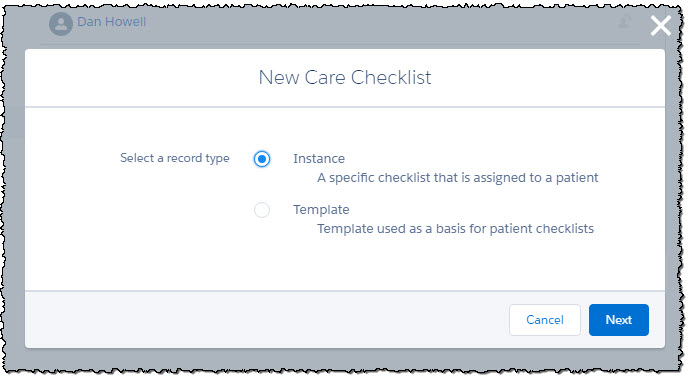 Dan Howell
New Care Checklist
Select a record type
Instance
A specific checklist that is assigned to a patient
Template
Template used as a basis for patient checklists
Cancel
Next